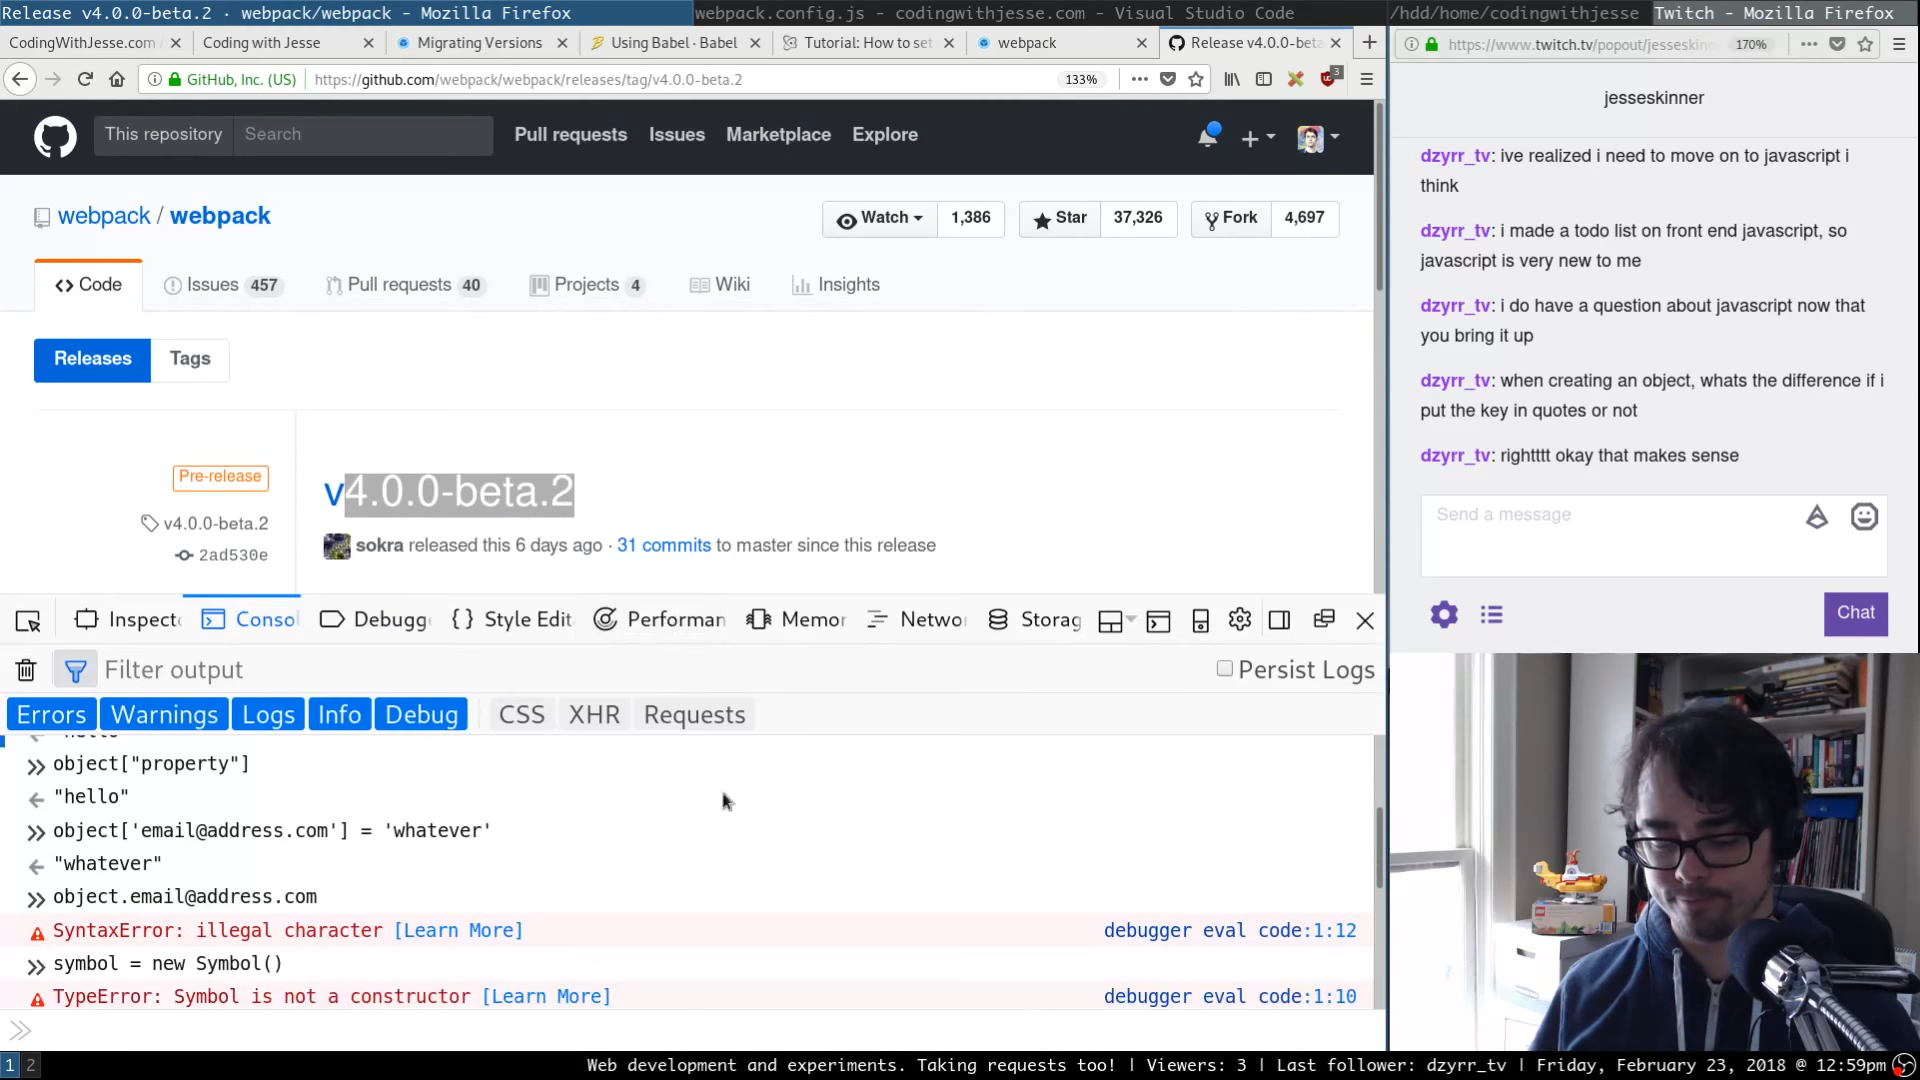 Release v4.0.0-beta.2 · webpack/webpack - Mozilla Firefox
webpack.config.js - codingwithjesse.com - Visual Studio Code
/hdd/home/codingwithjesse
Twitch - Mozilla Firefox
CodingWithJesse.com
Coding with Jesse
Migrating Versions
Using Babel · Babel
Tutorial: How to set
webpack
Release v4.0.0-beta
https://www.twitch.tv/popout/jesseskin
170%
GitHub, Inc. (US)
https://github.com/webpack/webpack/releases/tag/v4.0.0-beta.2
133%
3
This repository
Search
Pull requests
Issues
Marketplace
Explore
webpack / webpack
Watch
1,386
Star
37,326
Fork
4,697
Code
Issues 457
Pull requests 40
Projects 4
Wiki
Insights
Releases
Tags
Pre-release
v4.0.0-beta.2
2ad530e
v4.0.0-beta.2
sokra released this 6 days ago · 31 commits to master since this release
Inspect
Consol
Debugg
{ } Style Edit
Performan
Memor
Networ
Storag
Filter output
Persist Logs
Errors
Warnings
Logs
Info
Debug
CSS
XHR
Requests
object["property"]
"hello"
object['email@address.com'] = 'whatever'
"whatever"
object.email@address.com
SyntaxError: illegal character [Learn More]
debugger eval code:1:12
symbol = new Symbol()
TypeError: Symbol is not a constructor [Learn More]
debugger eval code:1:10
jesseskinner
dzyrr_tv: ive realized i need to move on to javascript i
think
dzyrr_tv: i made a todo list on front end javascript, so
javascript is very new to me
dzyrr_tv: i do have a question about javascript now that
you bring it up
dzyrr_tv: when creating an object, whats the difference if i
put the key in quotes or not
dzyrr_tv: rightttt okay that makes sense
Send a message
Chat
1
2
Web development and experiments. Taking requests too! | Viewers: 3 | Last follower: dzyrr_tv | Friday, February 23, 2018 @ 12:59pm